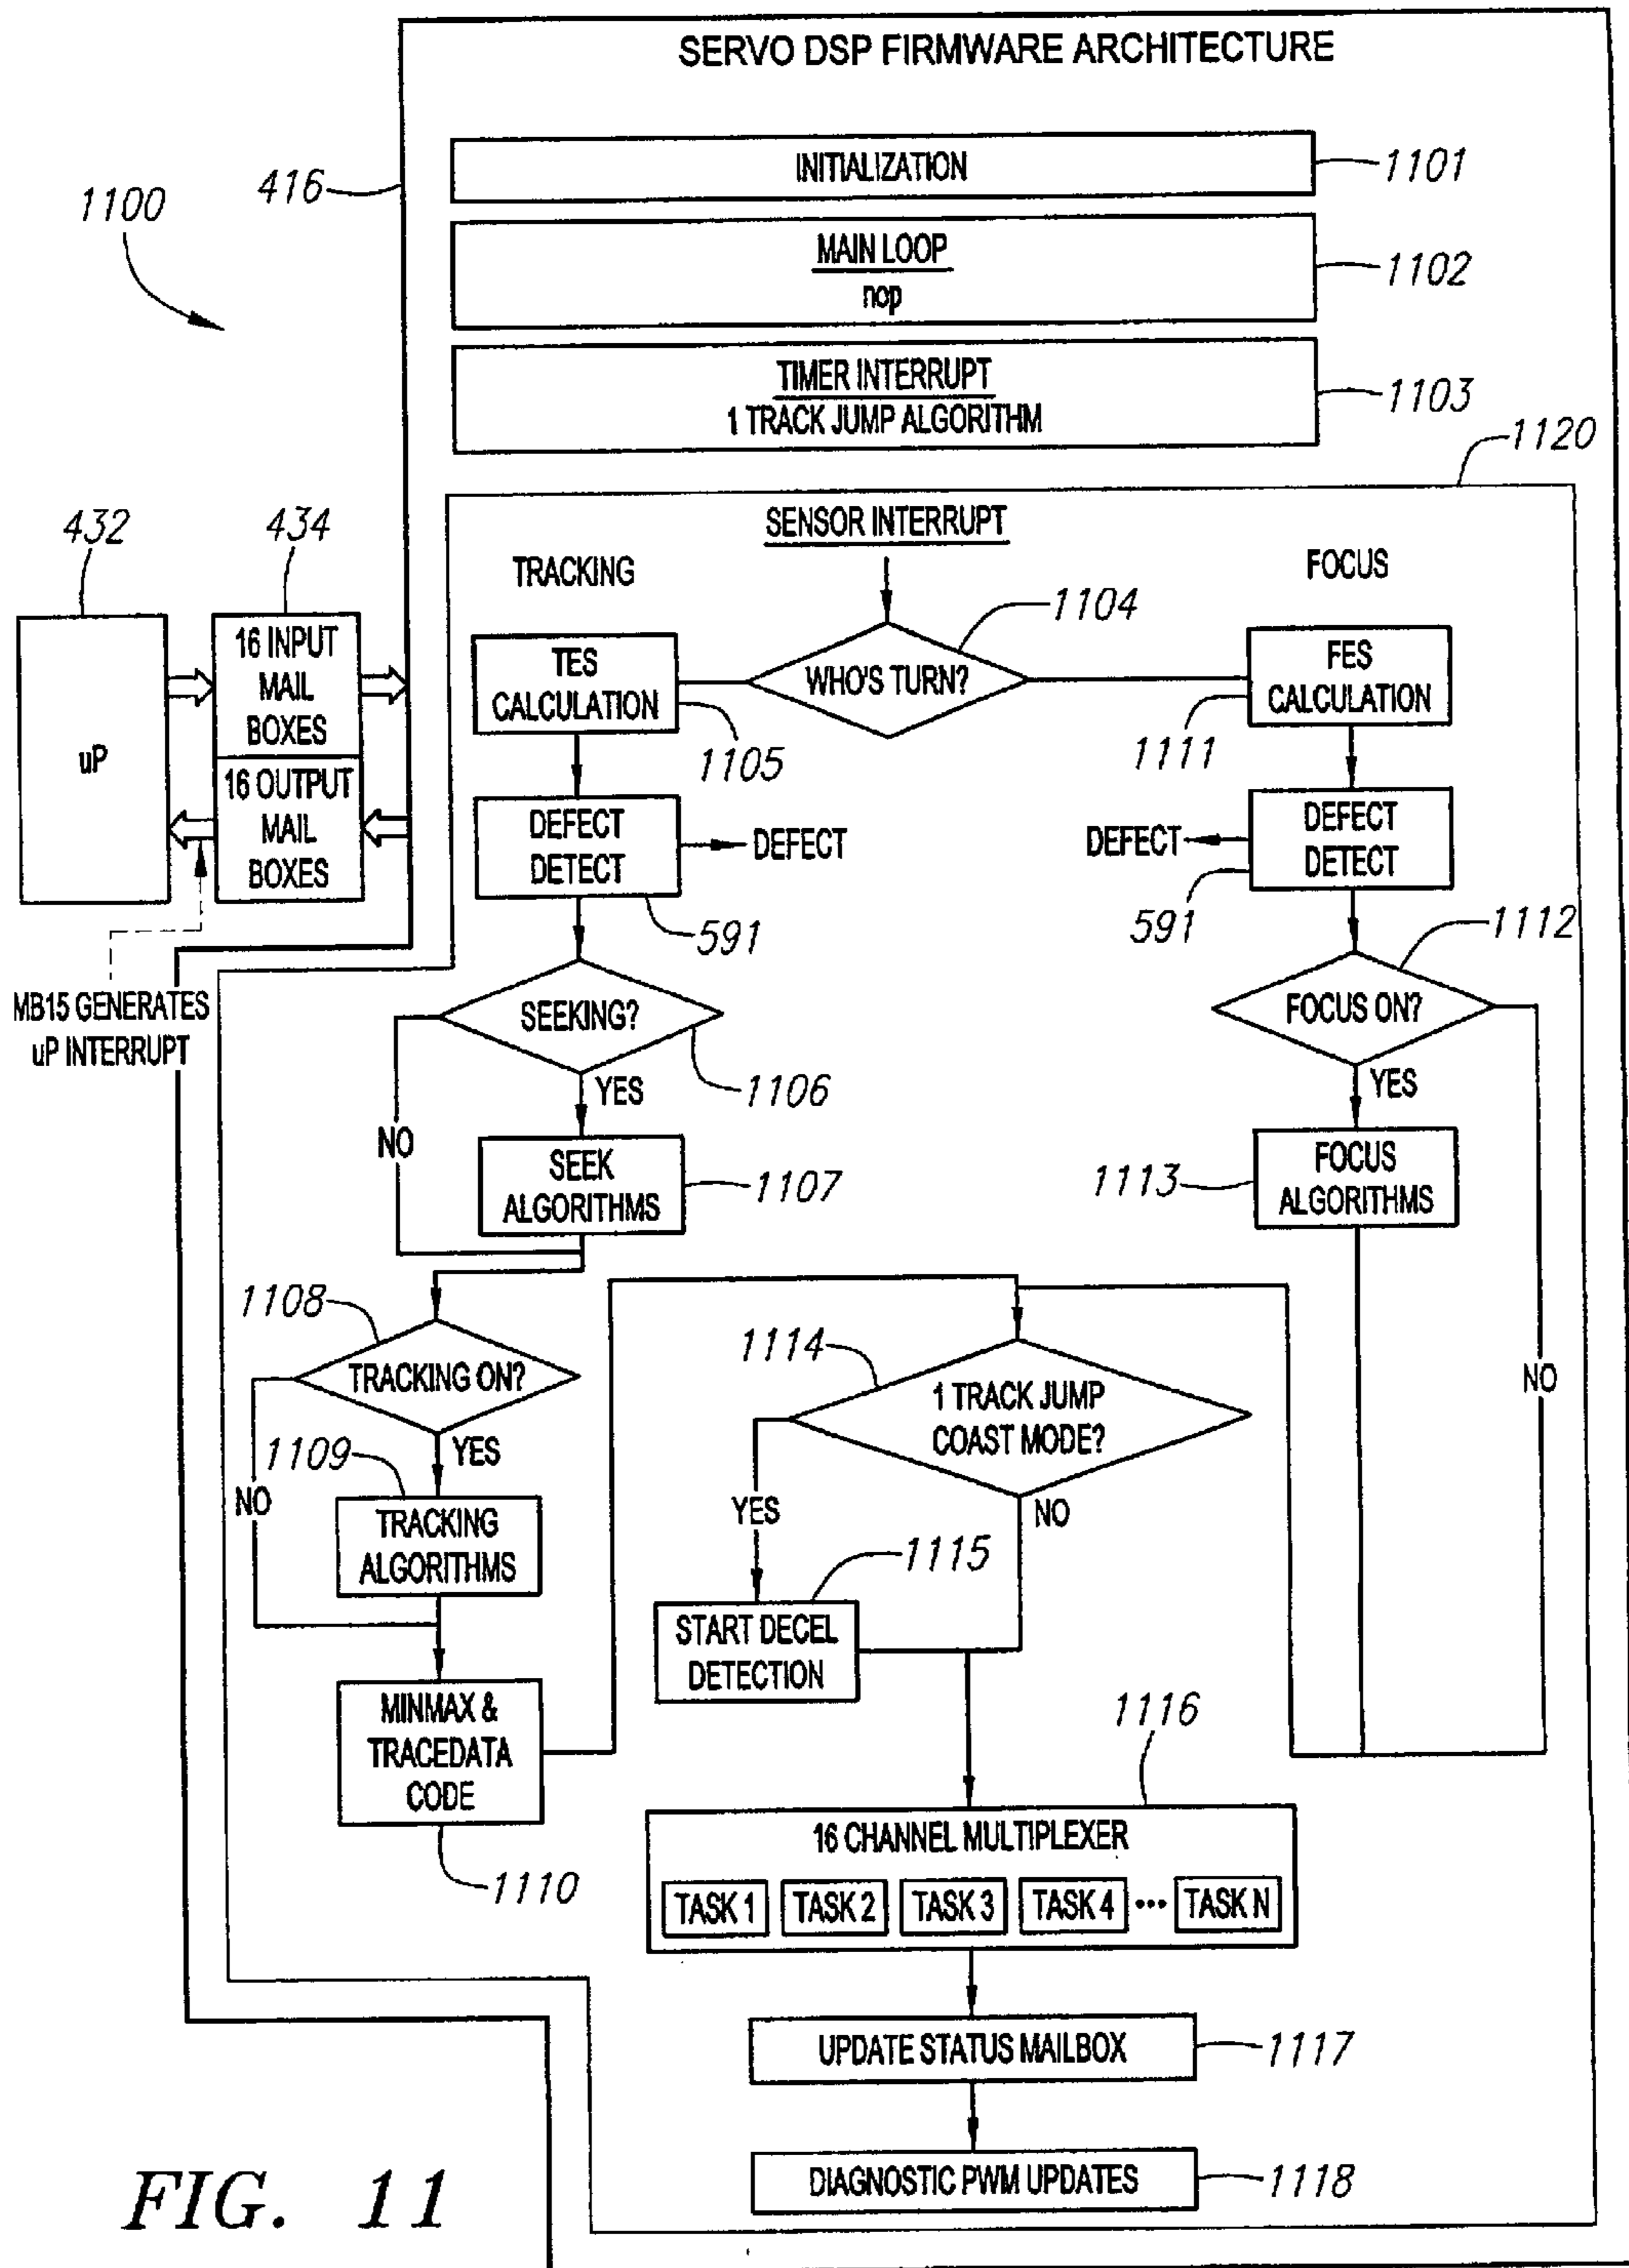 SERVO DSP FIRMWARE ARCHITECTURE
1100
416
INITIALIZATION
1101
MAIN LOOP
nop
1102
TIMER INTERRUPT
1 TRACK JUMP ALGORITHM
1103
1120
432
434
uP
16 INPUT
MAIL
BOXES
16 OUTPUT
MAIL
BOXES
MB15 GENERATES
uP INTERRUPT
SENSOR INTERRUPT
TRACKING
FOCUS
1104
WHO'S TURN?
TES
CALCULATION
1105
FES
CALCULATION
1111
DEFECT
DETECT
DEFECT
591
DEFECT
DEFECT
DETECT
591
SEEKING?
1106
YES
NO
SEEK
ALGORITHMS
1107
1112
FOCUS ON?
YES
NO
FOCUS
ALGORITHMS
1113
1108
TRACKING ON?
YES
NO
1109
TRACKING
ALGORITHMS
MINMAX &
TRACEDATA
CODE
1110
1114
1 TRACK JUMP
COAST MODE?
YES
NO
1115
START DECEL
DETECTION
1116
16 CHANNEL MULTIPLEXER
TASK 1 TASK 2 TASK 3 TASK 4 ••• TASK N
UPDATE STATUS MAILBOX
1117
DIAGNOSTIC PWM UPDATES
1118
FIG. 11